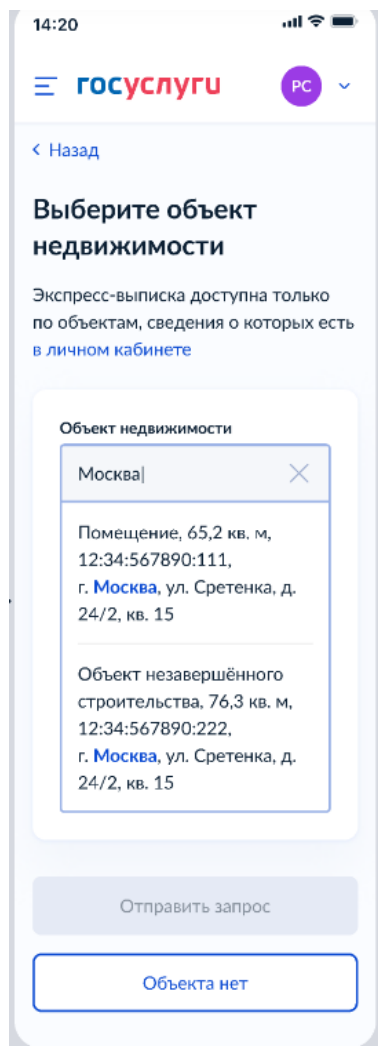 14:20
госуслуги
РС
Назад
Выберите объект
недвижимости
Экспресс-выписка доступна только
по объектам, сведения о которых есть
в личном кабинете
Объект недвижимости
Москва
Помещение, 65,2 кв. м,
12:34:567890:111,
г. Москва, ул. Сретенка, д.
24/2, кв. 15
Объект незавершённого
строительства, 76,3 кв. м,
12:34:567890:222,
г. Москва, ул. Сретенка, д.
24/2, кв. 15
Отправить запрос
Объекта нет